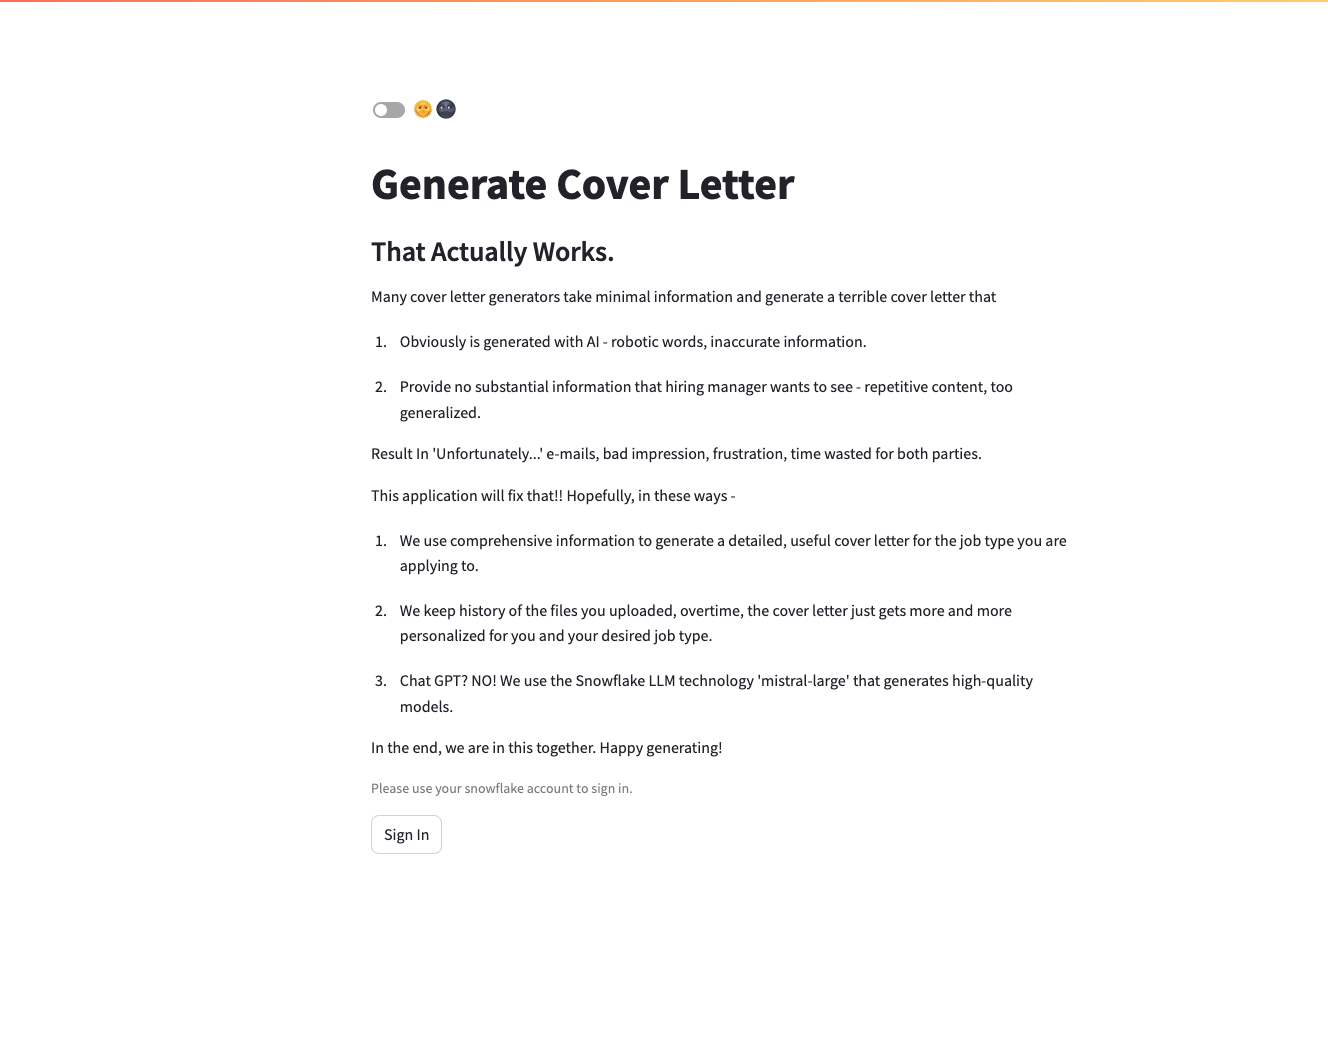 Generate Cover Letter
That Actually Works.
Many cover letter generators take minimal information and generate a terrible cover letter that
1. Obviously is generated with AI - robotic words, inaccurate information.
2. Provide no substantial information that hiring manager wants to see - repetitive content, too
generalized.
Result In 'Unfortunately...' e-mails, bad impression, frustration, time wasted for both parties.
This application will fix that!! Hopefully, in these ways -
1. We use comprehensive information to generate a detailed, useful cover letter for the job type you are
applying to.
2. We keep history of the files you uploaded, overtime, the cover letter just gets more and more
personalized for you and your desired job type.
3. Chat GPT? NO! We use the Snowflake LLM technology 'mistral-large' that generates high-quality
models.
In the end, we are in this together. Happy generating!
Please use your snowflake account to sign in.
Sign In